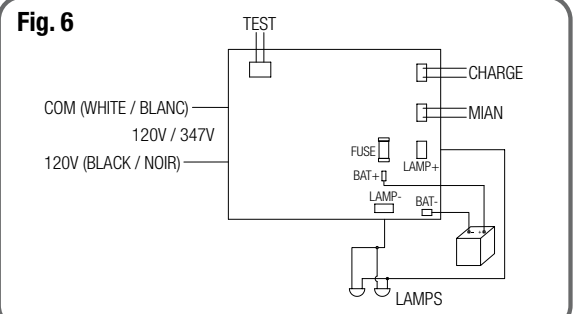 Fig. 6
TEST
CHARGE
COM (WHITE / BLANC)
MIAN
120V / 347V
FUSE
120V (BLACK / NOIR)
LAMP+
BAT+
LAMP-
BAT-
- +
LAMPS